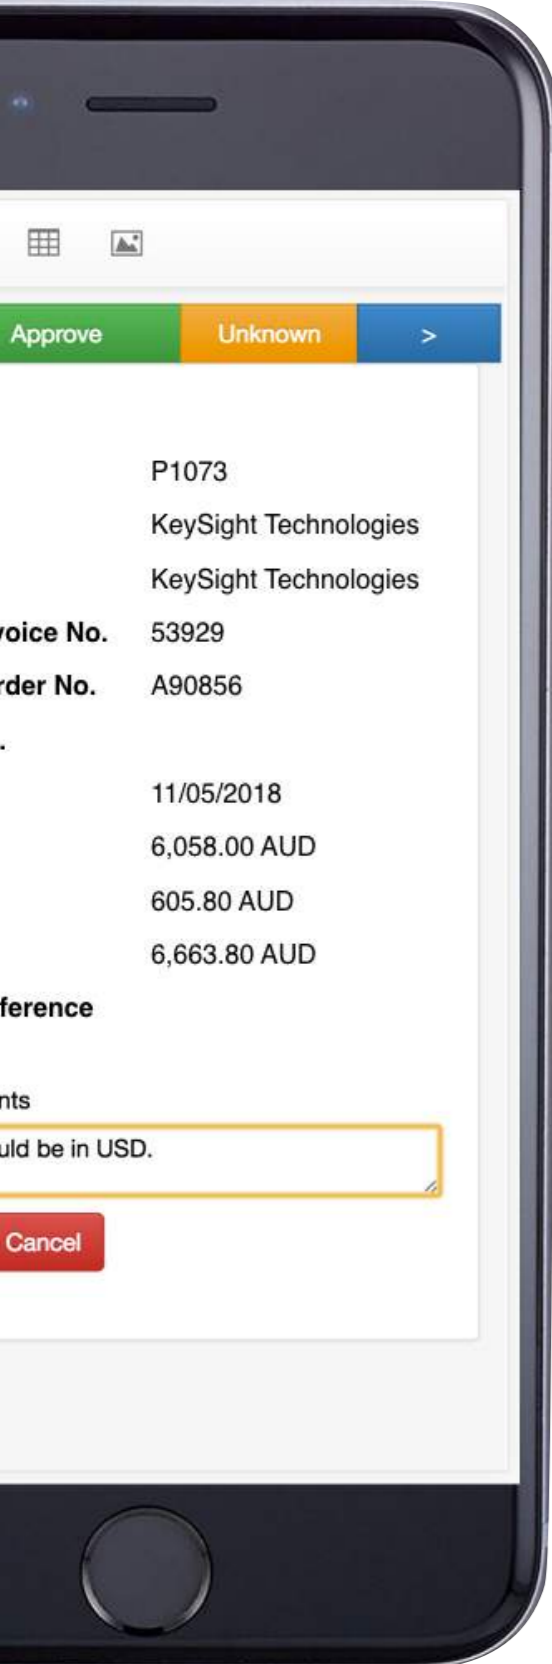 Approve Unknown >
P1073
KeySight Technologies
KeySight Technologies
voice No. 53929
rder No. A90856
.
11/05/2018
6,058.00 AUD
605.80 AUD
6,663.80 AUD
ference
nts
uld be in USD.
Cancel